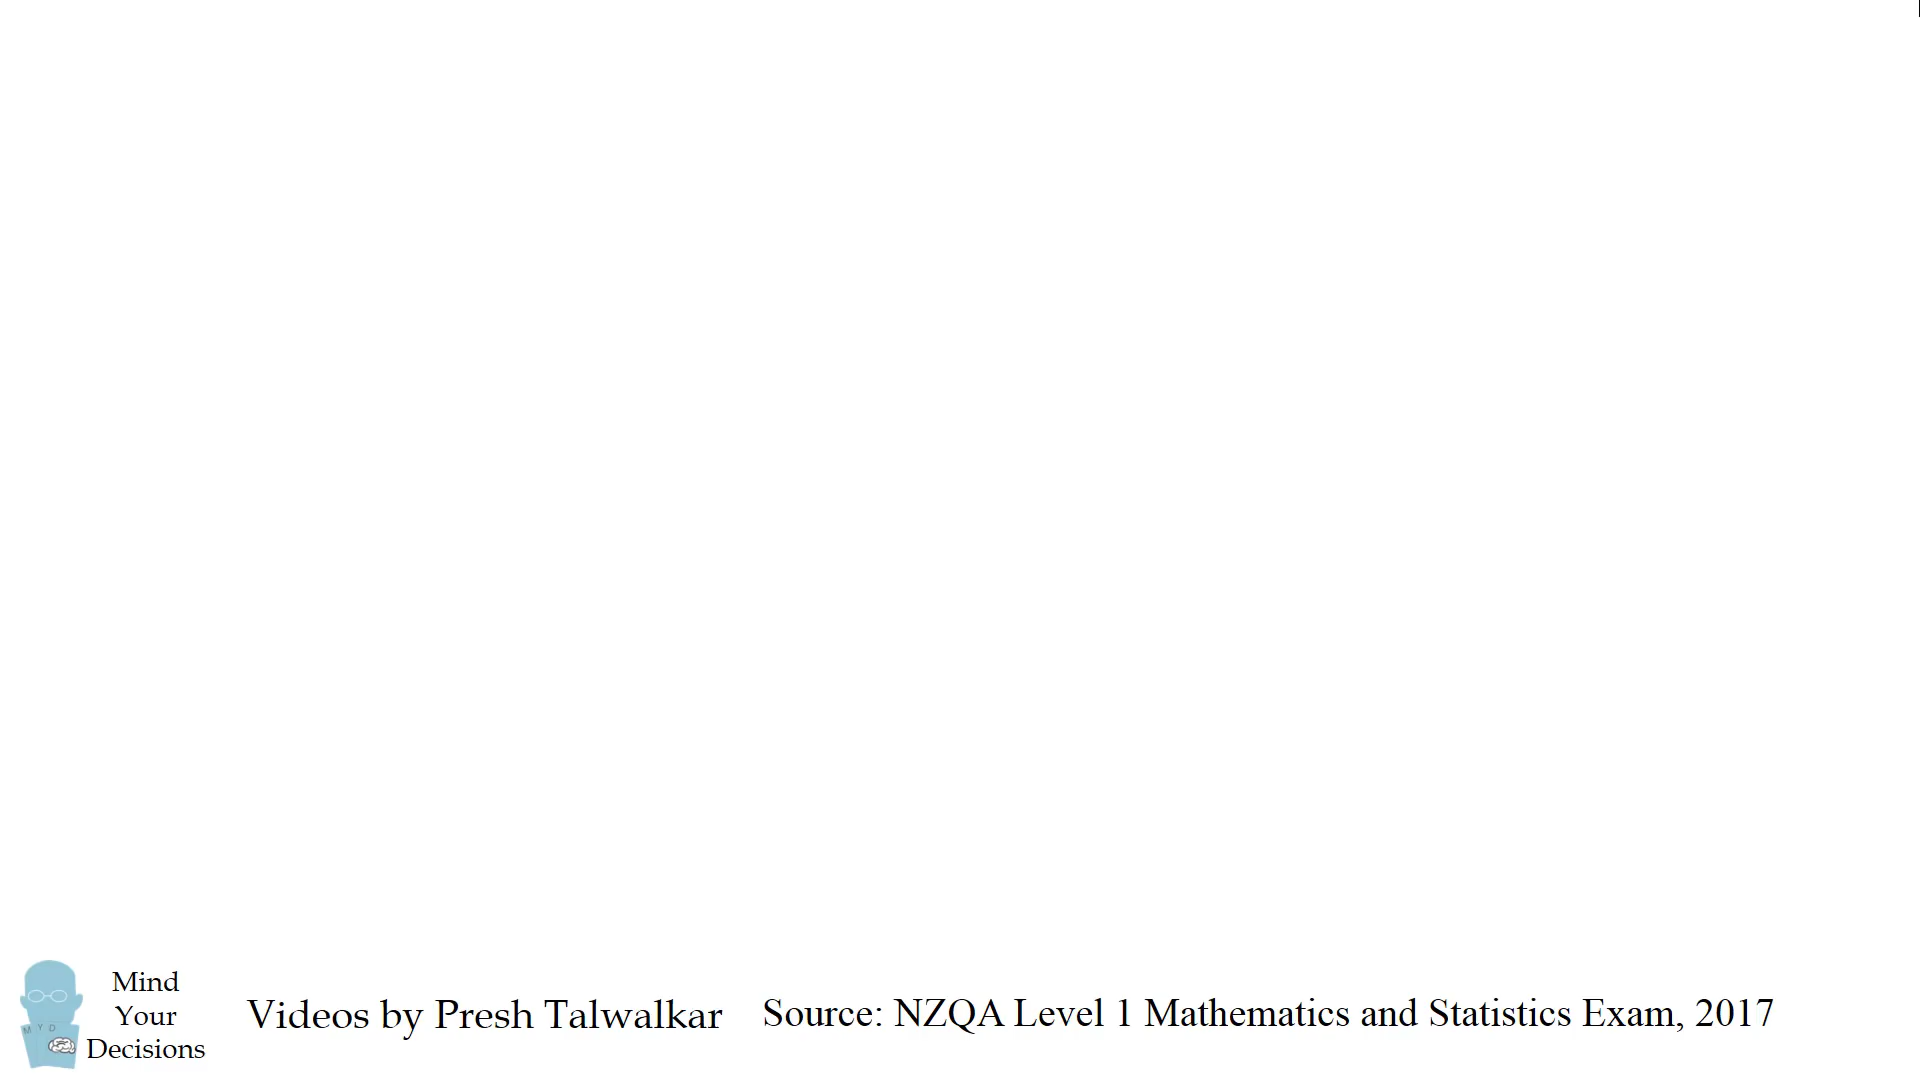 Mind
Your
Decisions
M Y D
Videos by Presh Talwalkar
Source: NZQA Level 1 Mathematics and Statistics Exam, 2017